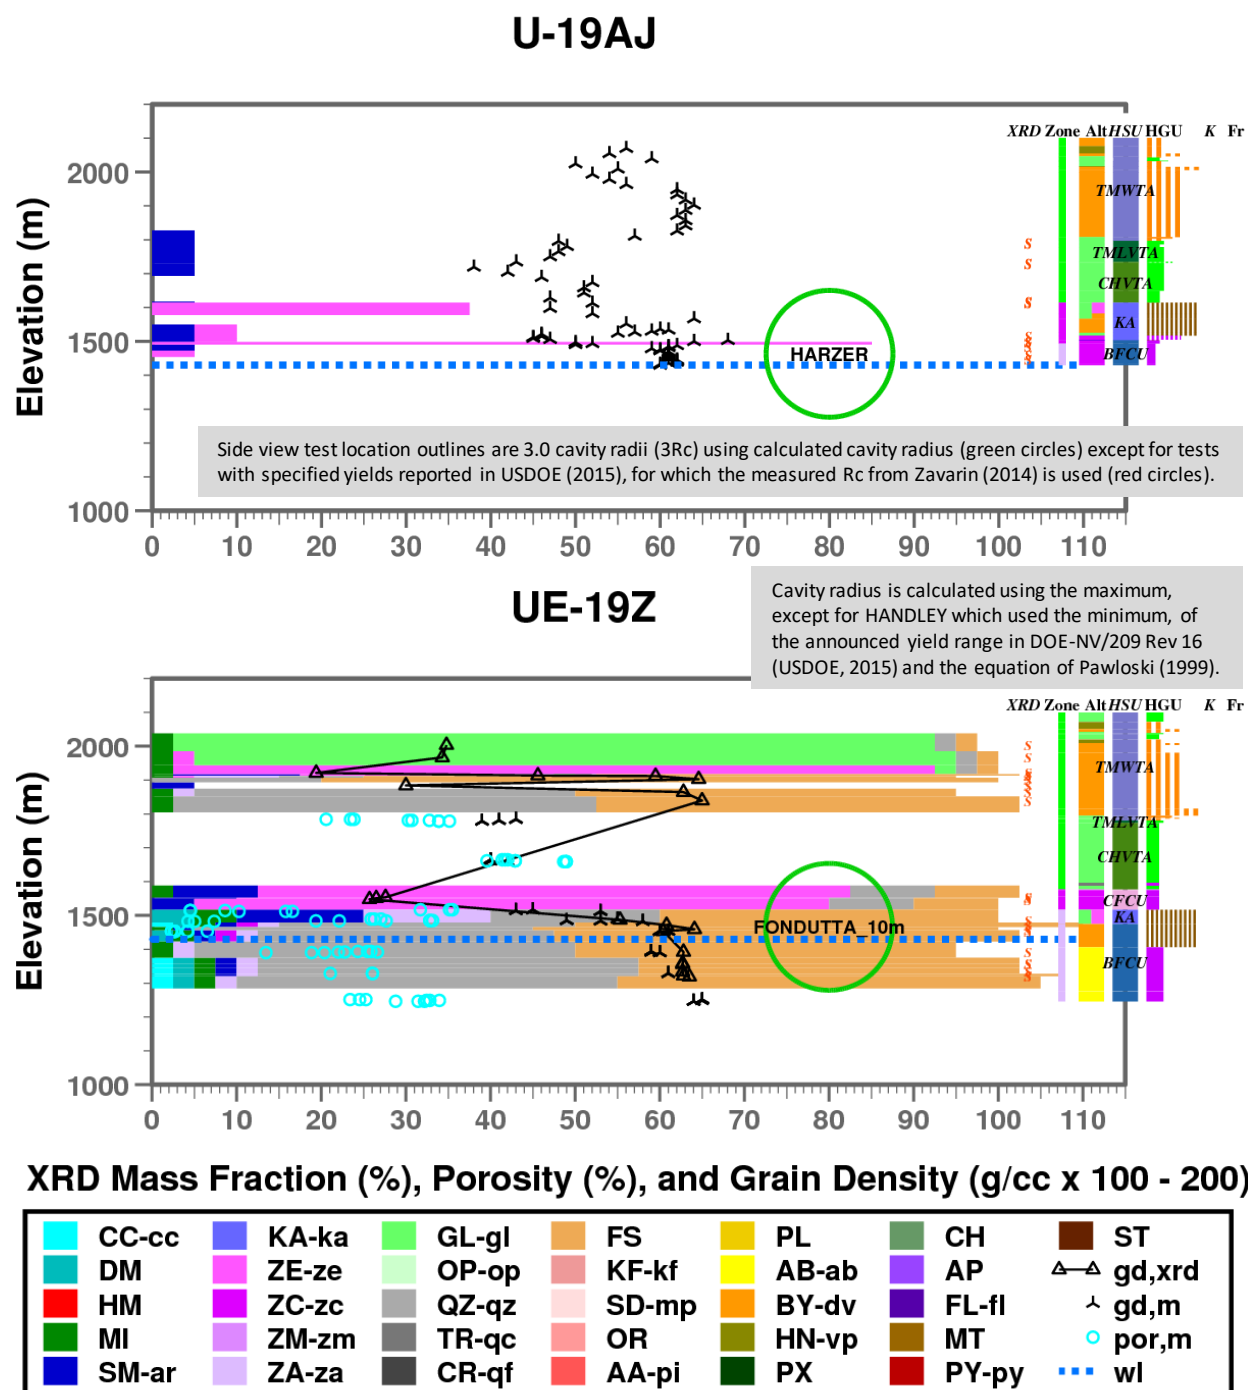 U-19AJ
XRD Zone Alt HSU HGU K Fr
2000
1500
1000
Elevation (m)
TMWTA
TMLVTA
CHVTA
KA
BFCU
S
S
S
S
HARZER
Side view test location outlines are 3.0 cavity radii (3Rc) using calculated cavity radius (green circles) except for tests
with specified yields reported in USDOE (2015), for which the measured Rc from Zavarin (2014) is used (red circles).
0 10 20 30 40 50 60 70 80 90 100 110
Cavity radius is calculated using the maximum,
except for HANDLEY which used the minimum, of
the announced yield range in DOE-NV/209 Rev 16
(USDOE, 2015) and the equation of Pawloski (1999).
UE-19Z
XRD Zone Alt HSU HGU K Fr
2000
1500
1000
Elevation (m)
TMWTA
TMLVTA
CHVTA
CFCU
KA
BFCU
S
S
S
S
FONDUTTA_10m
0 10 20 30 40 50 60 70 80 90 100 110
XRD Mass Fraction (%), Porosity (%), and Grain Density (g/cc x 100 - 200)
CC-cc KA-ka GL-gl FS PL CH ST
DM ZE-ze OP-op KF-kf AB-ab AP gd,xrd
HM ZC-zc QZ-qz SD-mp BY-dv FL-fl gd,m
MI ZM-zm TR-qc OR HN-vp MT por,m
SM-ar ZA-za CR-qf AA-pi PX PY-py wl